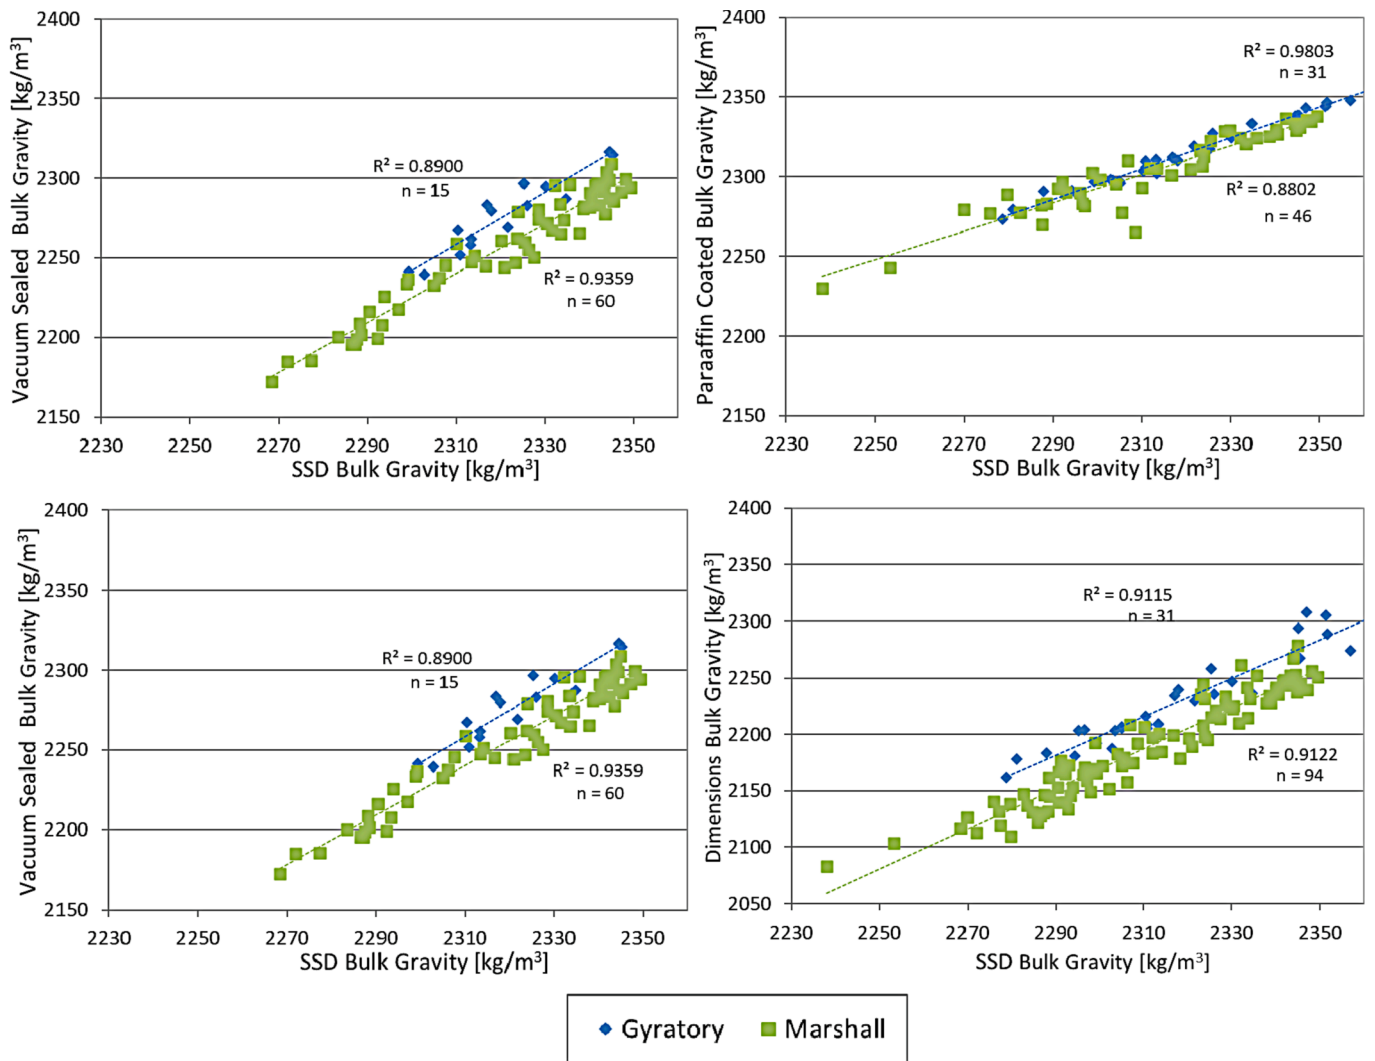 Vacuum Sealed Bulk Gravity [kg/m³]
2400
2350
2300
2250
2200
2150
R² = 0.8900
n = 15
R² = 0.9359
n = 60
2230 2250 2270 2290 2310 2330 2350
SSD Bulk Gravity [kg/m³]
Paraaffin Coated Bulk Gravity [kg/m³]
2400
2350
2300
2250
2200
2150
R² = 0.9803
n = 31
R² = 0.8802
n = 46
2230 2250 2270 2290 2310 2330 2350
SSD Bulk Gravity [kg/m³]
Vacuum Sealed Bulk Gravity [kg/m³]
2400
2350
2300
2250
2200
2150
R² = 0.8900
n = 15
R² = 0.9359
n = 60
2230 2250 2270 2290 2310 2330 2350
SSD Bulk Gravity [kg/m³]
Dimensions Bulk Gravity [kg/m³]
2400
2350
2300
2250
2200
2150
2100
2050
R² = 0.9115
n = 31
R² = 0.9122
n = 94
2230 2250 2270 2290 2310 2330 2350
SSD Bulk Gravity [kg/m³]
Gyratory Marshall